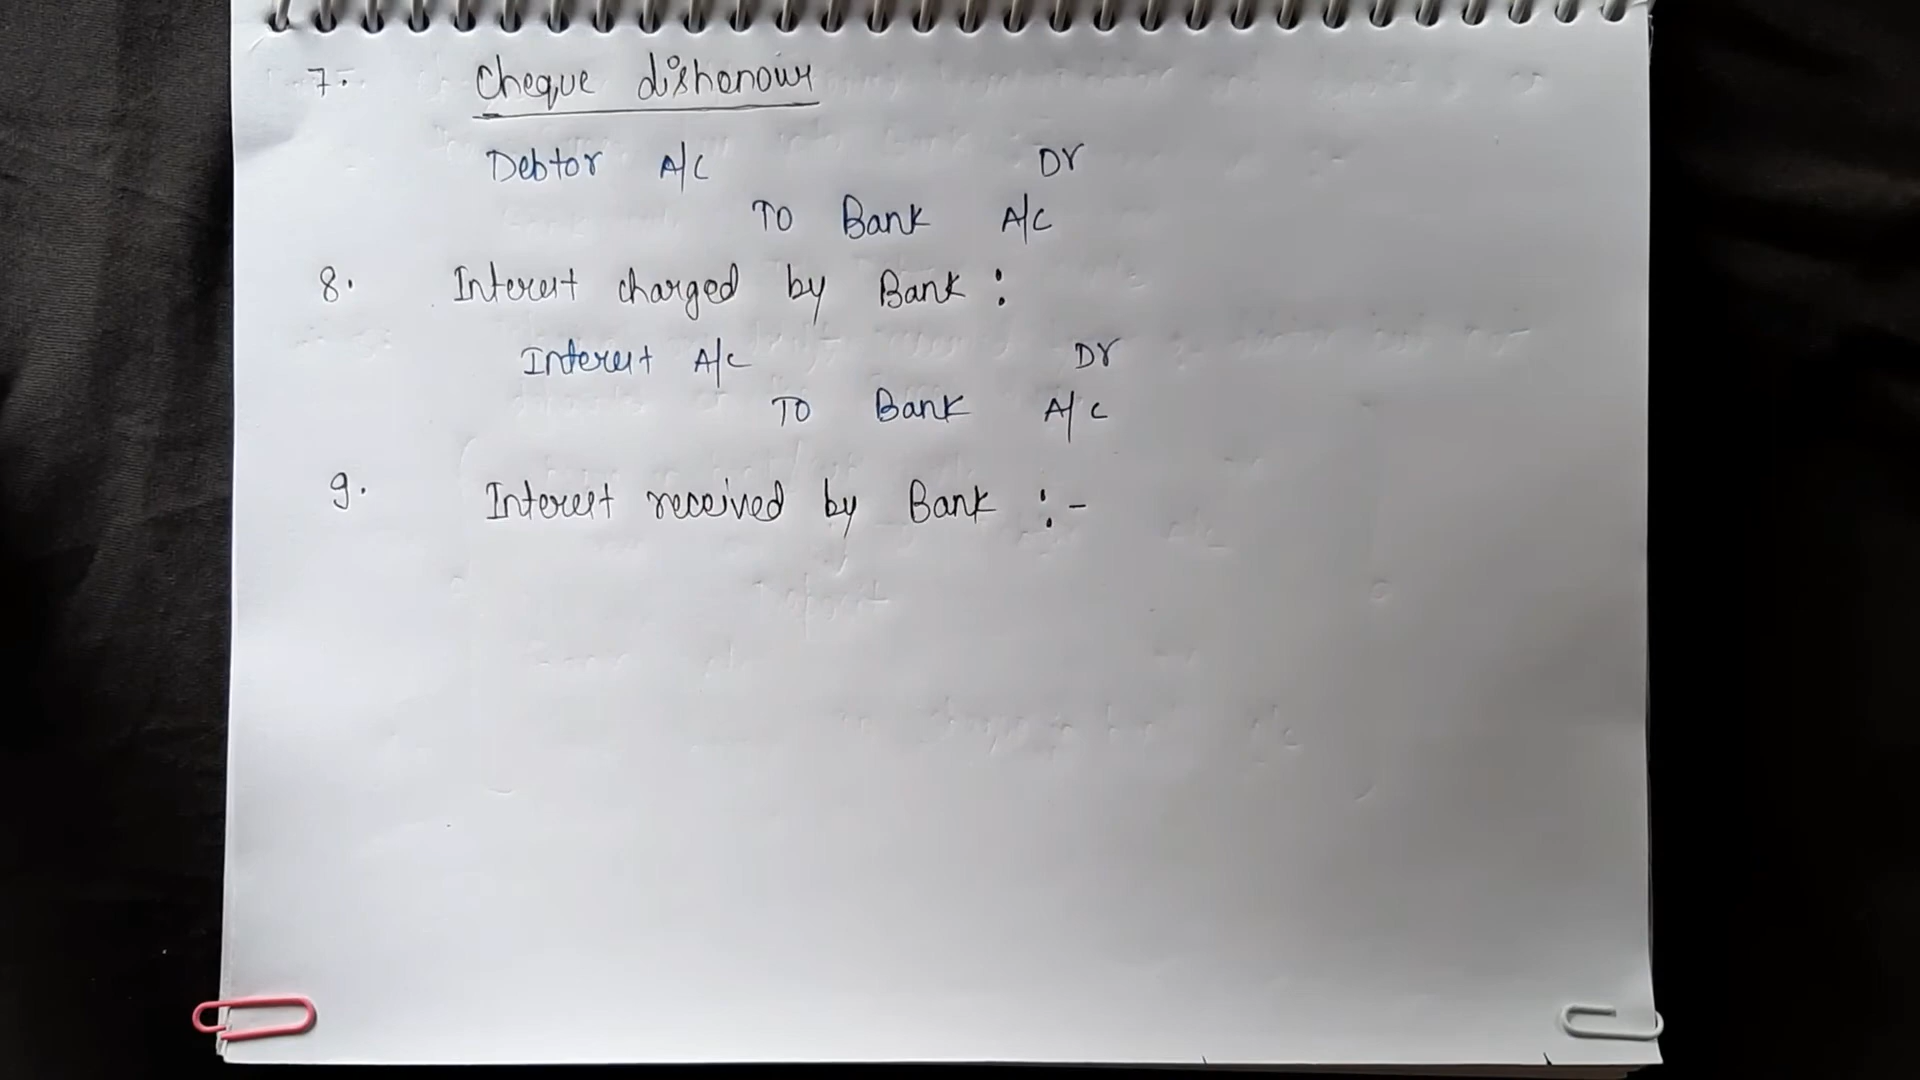 7. Cheque dishonour
Debtor A/C Dr
To Bank A/C
8. Interest charged by Bank :
Interest A/C Dr
To Bank A/C
9. Interest received by Bank :-